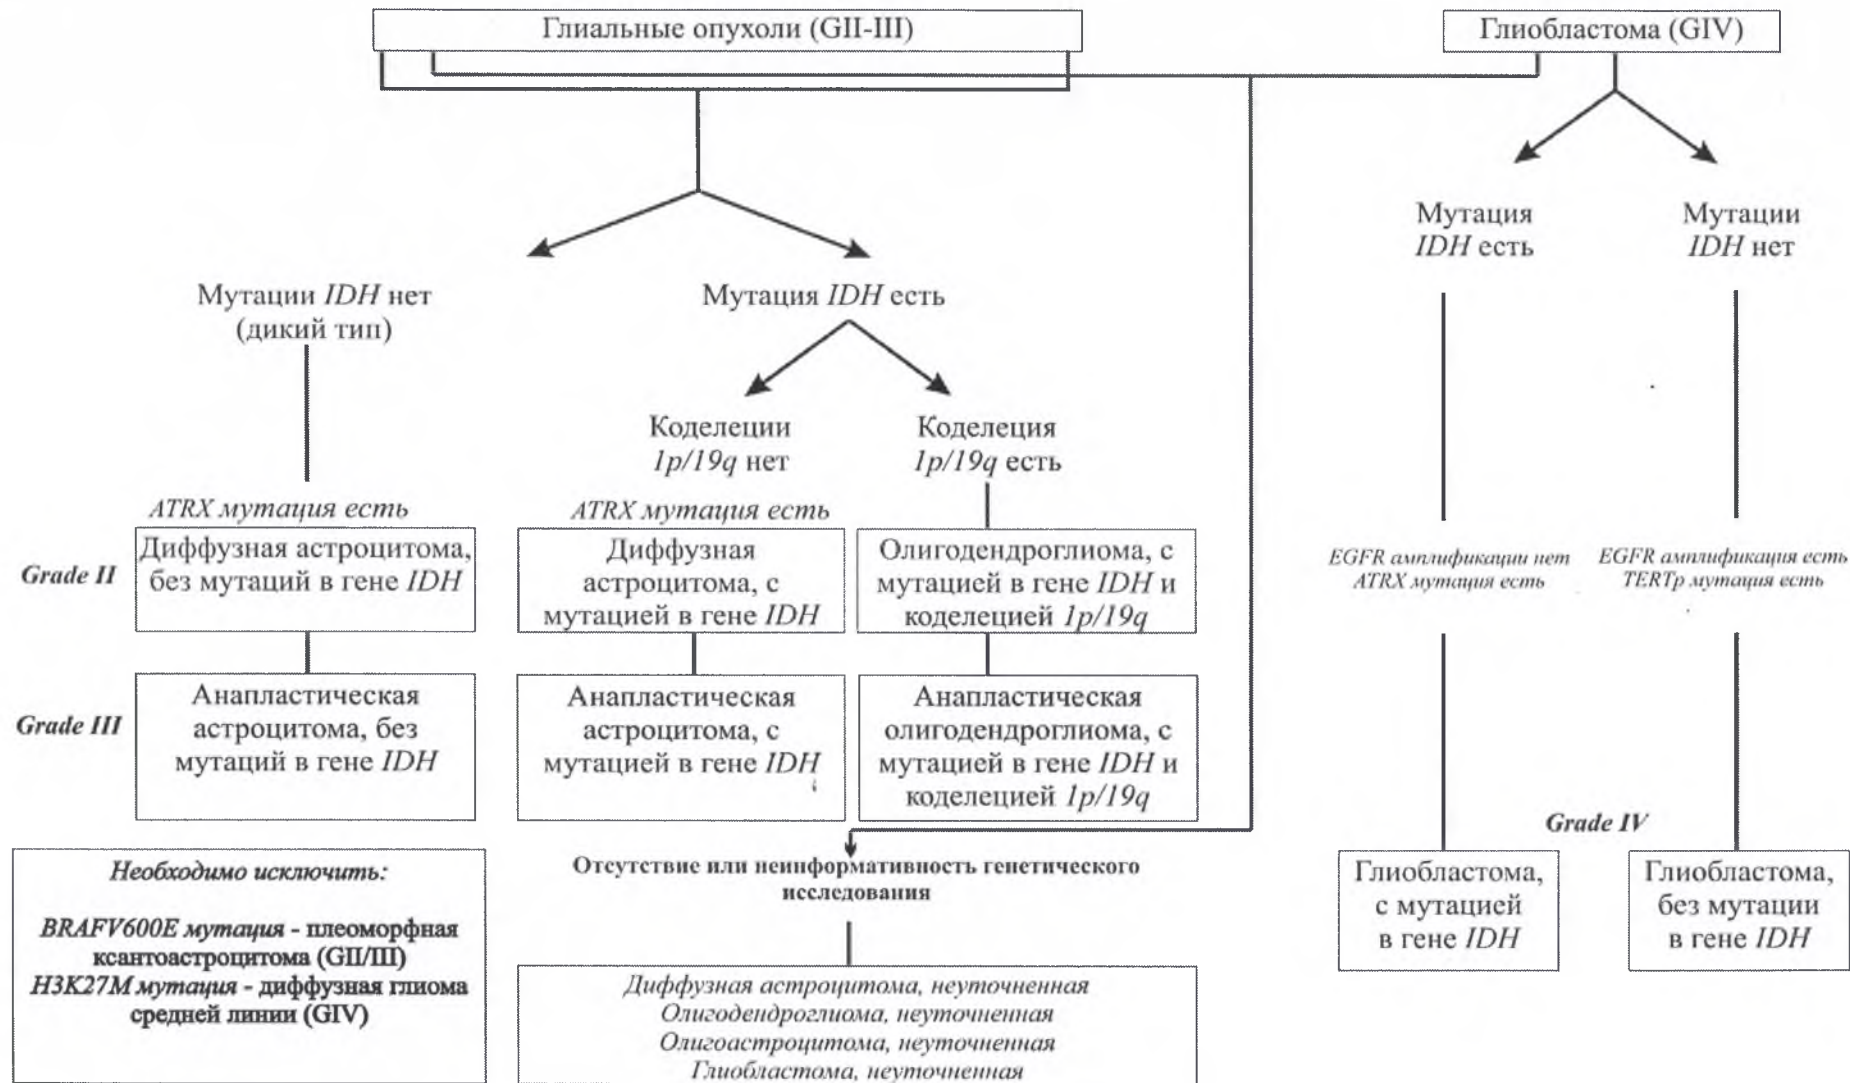 Глиальные опухоли (GII-III)
Глиобластома (GIV)
Мутация
IDH есть
Мутации
IDH нет
Мутации IDH нет
(дикий тип)
Мутация IDH есть
Коделеции
1p/19q нет
Коделеция
1p/19q есть
ATRX мутация есть
ATRX мутация есть
Grade II
Диффузная астроцитома,
без мутаций в гене IDH
Диффузная
астроцитома, с
мутацией в гене IDH
Олигодендроглиома, с
мутацией в гене IDH и
коделецией 1p/19q
EGFR амплификации нет
ATRX мутация есть
EGFR амплификация есть
TERTp мутация есть
Grade III
Анапластическая
астроцитома, без
мутаций в гене IDH
Анапластическая
астроцитома, с
мутацией в гене IDH
Анапластическая
олигодендроглиома, с
мутацией в гене IDH и
коделецией 1p/19q
Grade IV
Глиобластома,
с мутацией
в гене IDH
Глиобластома,
без мутации
в гене IDH
Необходимо исключить:
BRAFV600E мутация - плеоморфная
ксантоастроцитома (GII/III)
H3K27M мутация - диффузная глиома
средней линии (GIV)
Отсутствие или неинформативность генетического
исследования
Диффузная астроцитома, неуточненная
Олигодендроглиома, неуточненная
Олигоастроцитома, неуточненная
Глиобластома, неуточненная